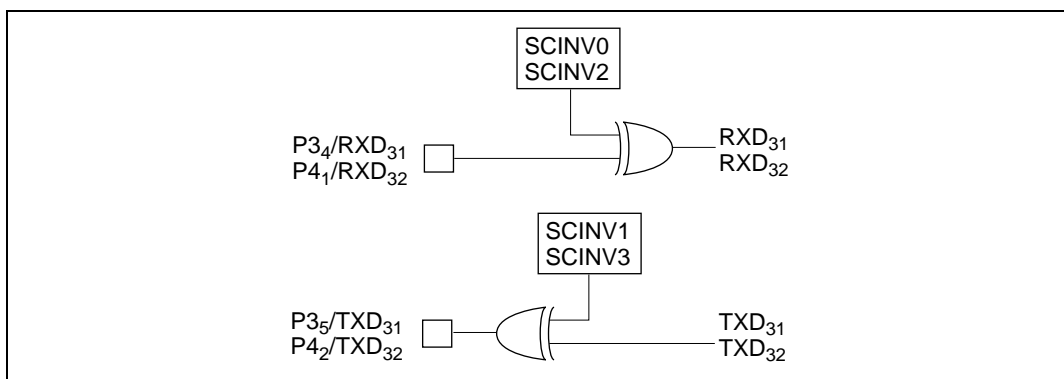 SCINV0
SCINV2
P3₄/RXD₃₁
P4₁/RXD₃₂
RXD₃₁
RXD₃₂
SCINV1
SCINV3
P3₅/TXD₃₁
P4₂/TXD₃₂
TXD₃₁
TXD₃₂